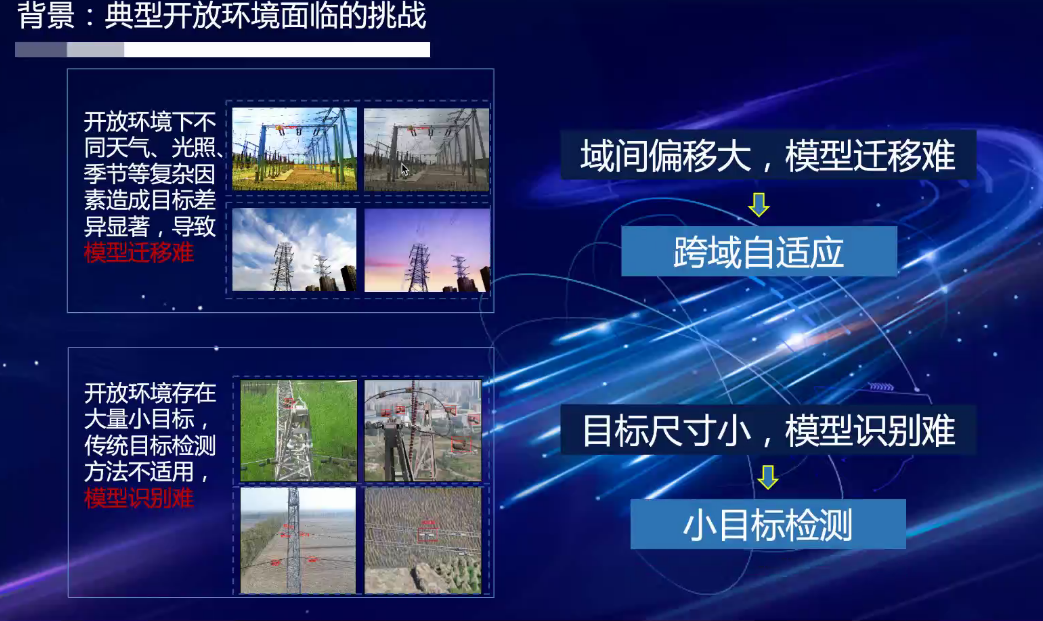 背景：典型开放环境面临的挑战
开放环境下不
同天气、光照、
季节等复杂因
素造成目标差
异显著，导致
模型迁移难
域间偏移大，模型迁移难
跨域自适应
开放环境存在
大量小目标，
传统目标检测
方法不适用，
模型识别难
目标尺寸小，模型识别难
小目标检测